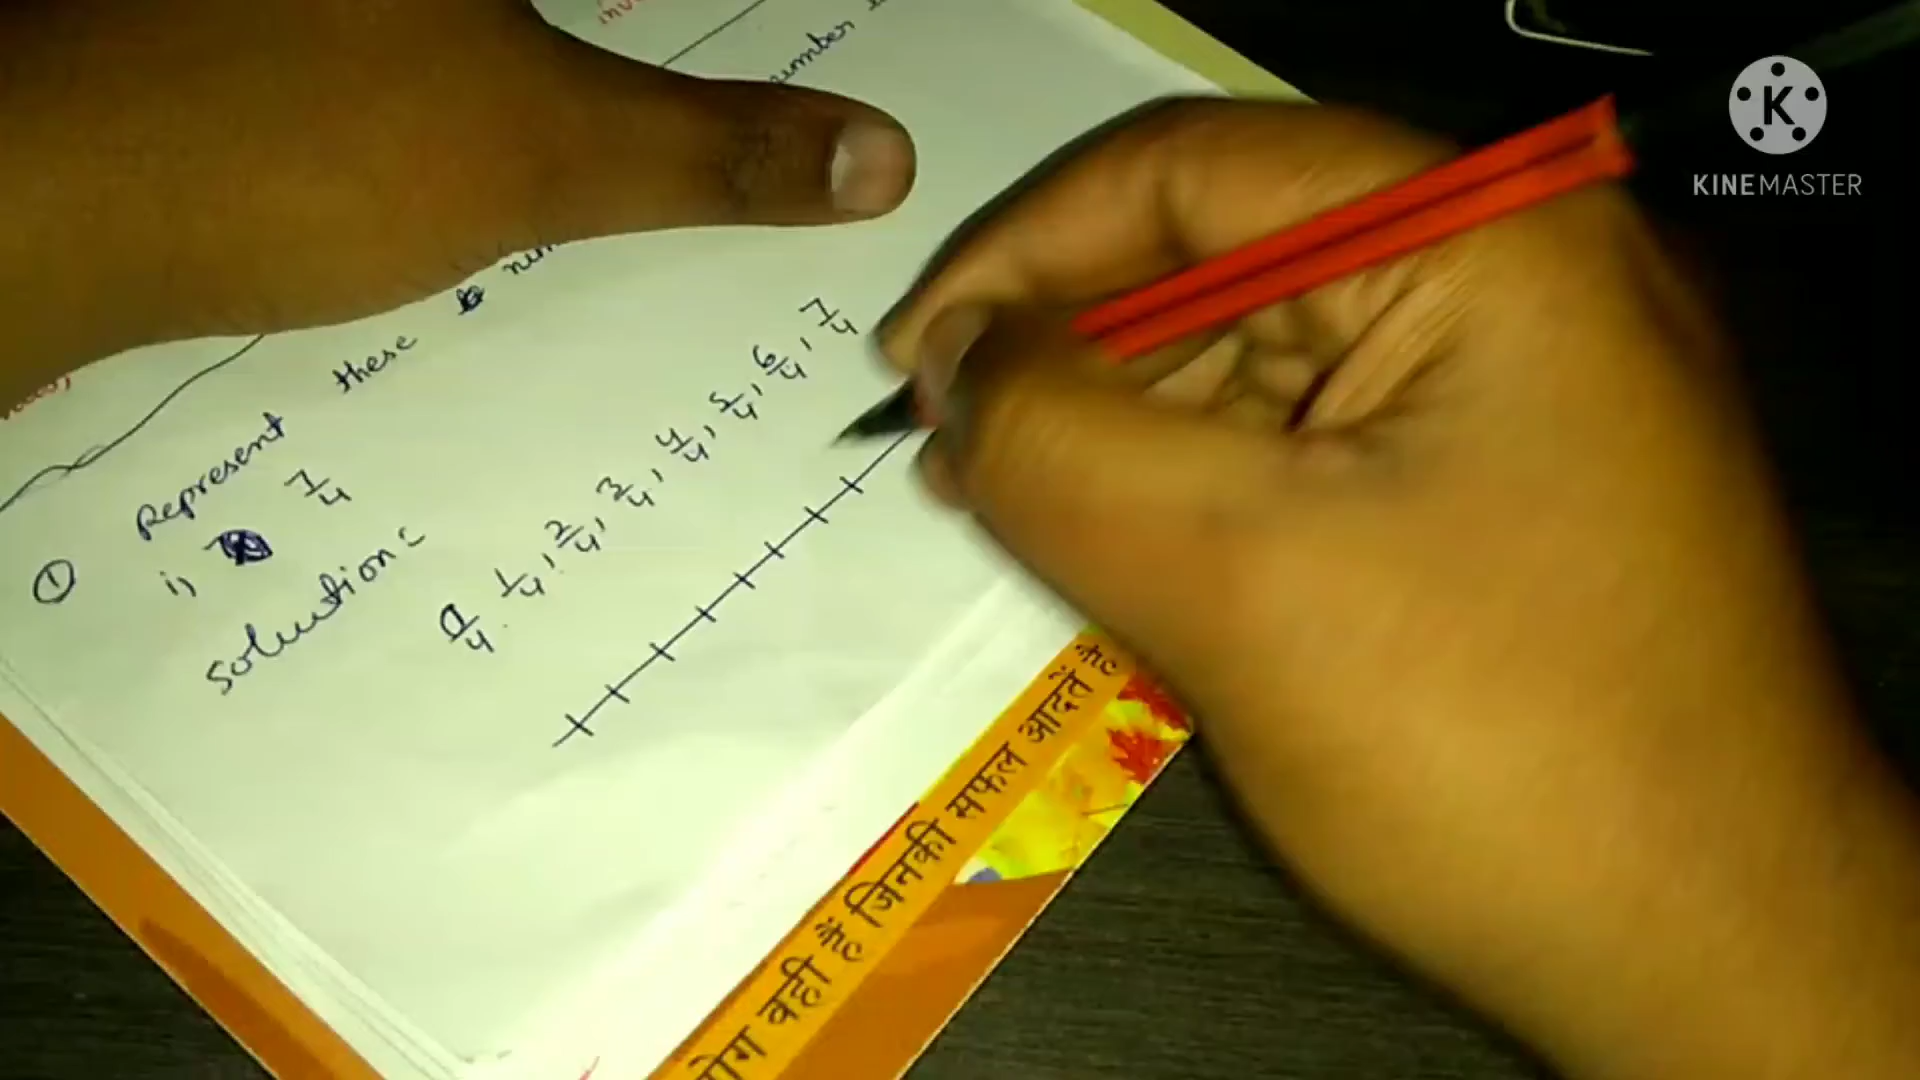 number
① Represent these
i) 7/4
Solution:
0/4 1/4, 2/4, 3/4, 4/4, 5/4, 6/4, 7/4
लोग वही हैं जिनकी सफल आदतें हैं
KINEMASTER